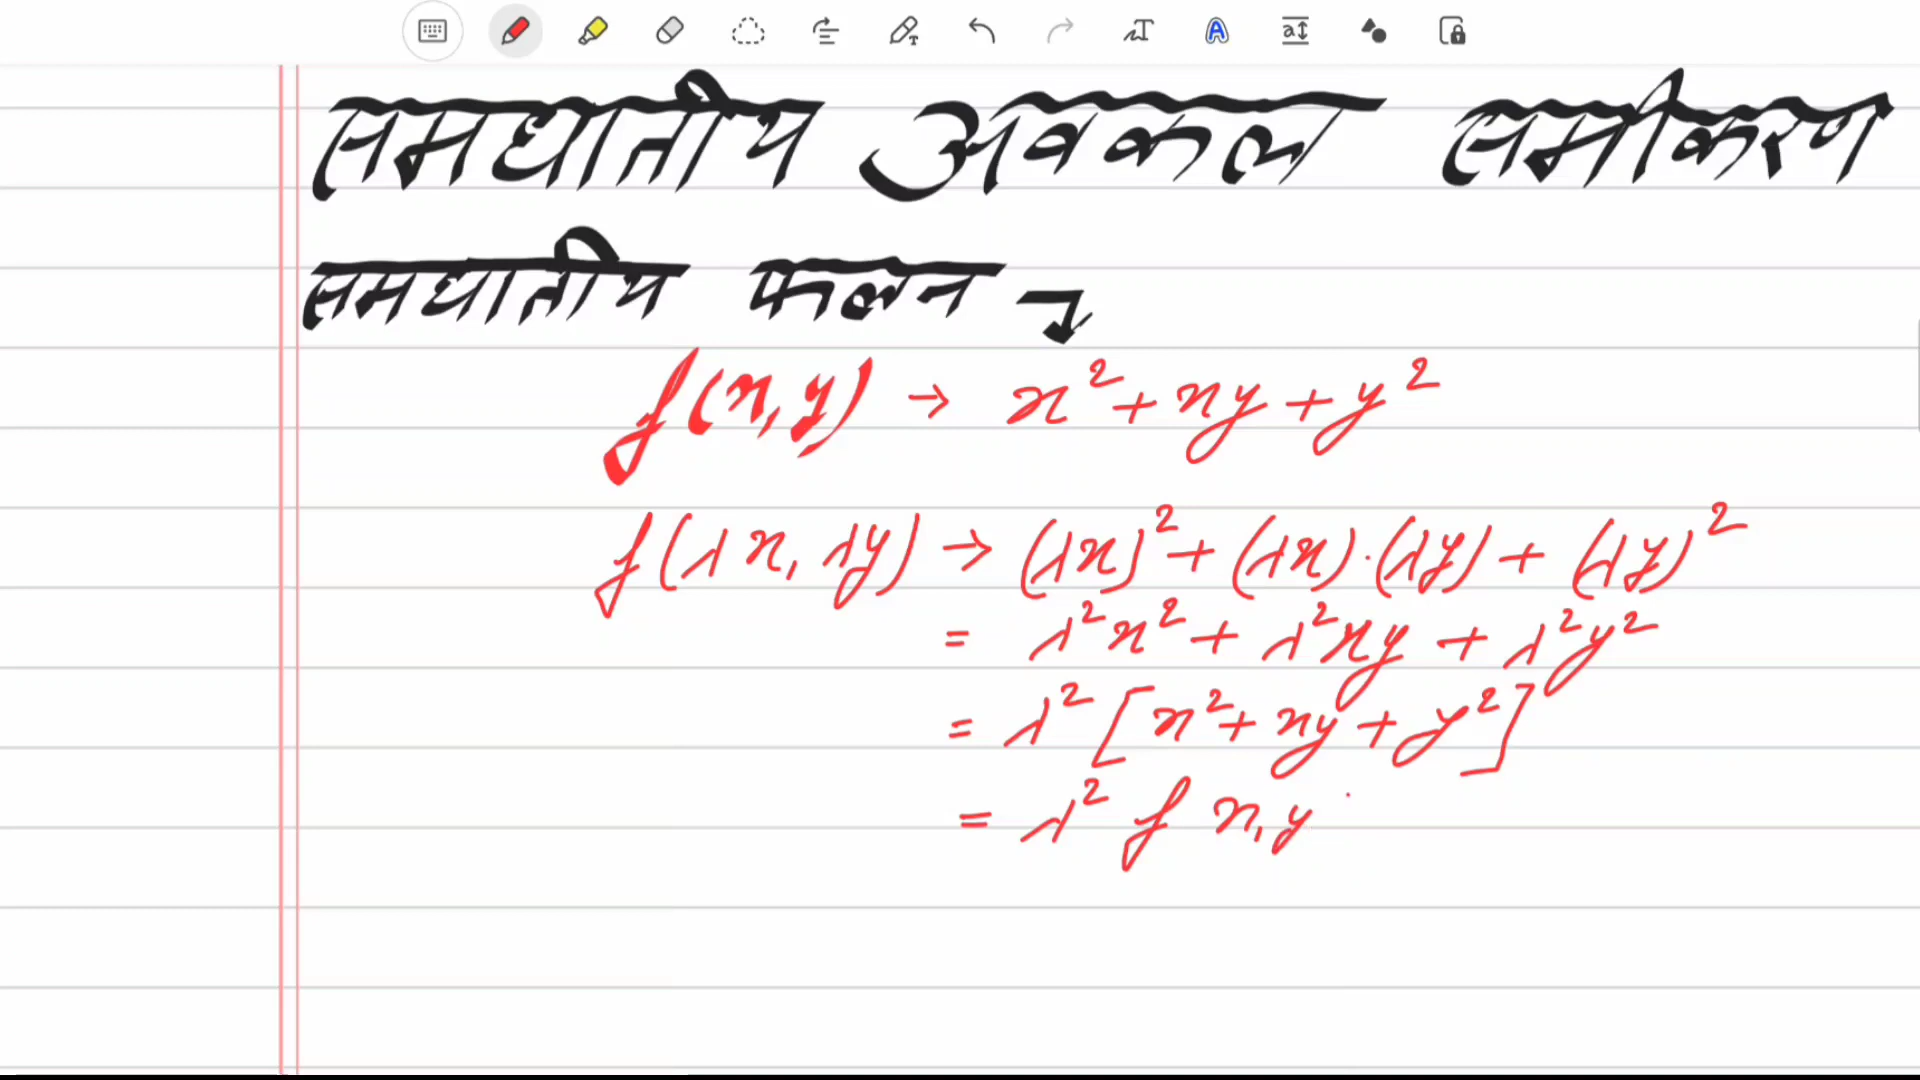 समघातीय अवकल समीकरण
समघातीय फलन →
f(x,y) → x² + xy + y²
f(λx, λy) → (λx)² + (λx)·(λy) + (λy)²
= λ²x² + λ²xy + λ²y²
= λ² [x² + xy + y²]
= λ² f x,y